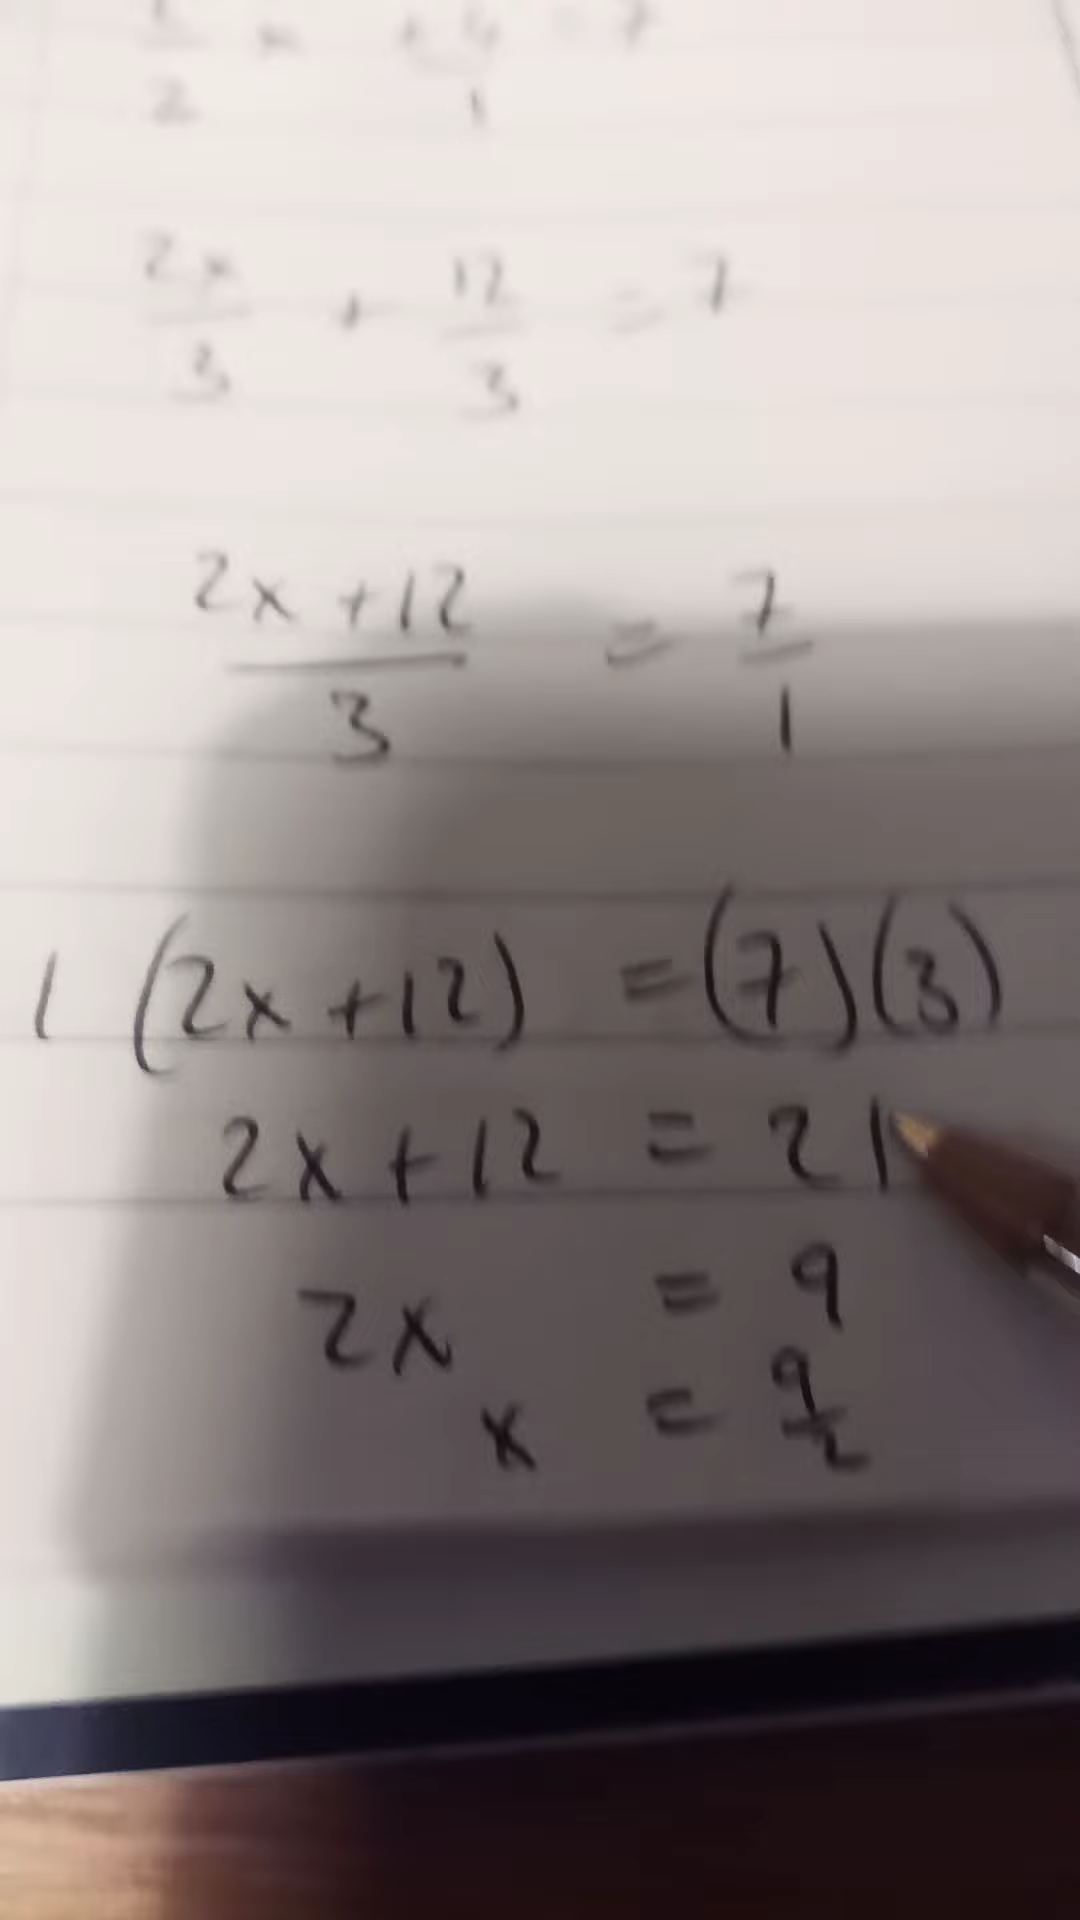 2x/3 + 12/3 = 7
(2x + 12)/3 = 7/1
1 (2x + 12) = (7)(3)
2x + 12 = 21
2x = 9
x = 9/2